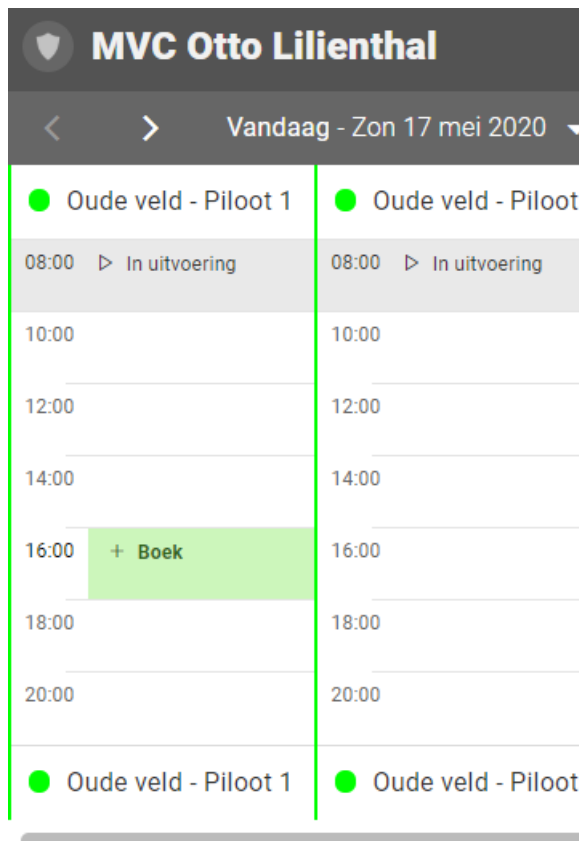 MVC Otto Lilienthal
Vandaag - Zon 17 mei 2020
Oude veld - Piloot 1 Oude veld - Piloot
08:00 In uitvoering 08:00 In uitvoering
10:00 10:00
12:00 12:00
14:00 14:00
16:00 + Boek 16:00
18:00 18:00
20:00 20:00
Oude veld - Piloot 1 Oude veld - Piloot